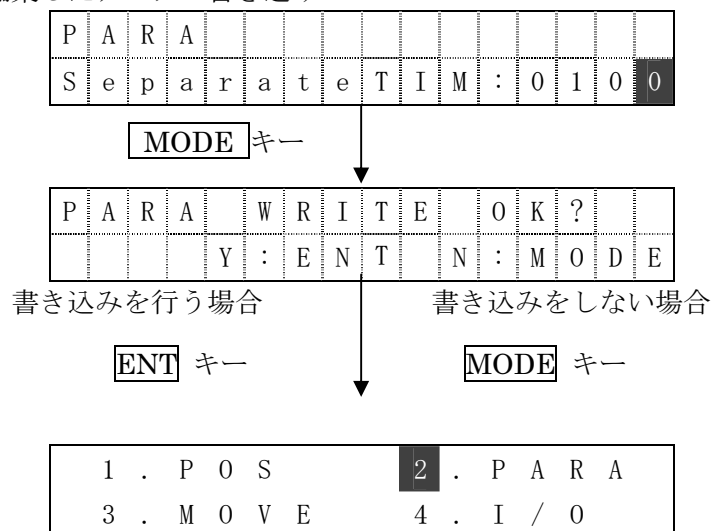 PARA
SeparateTIM:0100
MODE キー
PARA WRITE OK?
Y:ENT N:MODE
書き込みを行う場合 書き込みをしない場合
ENT キー MODE キー
1.POS 2.PARA
3.MOVE 4.I/O